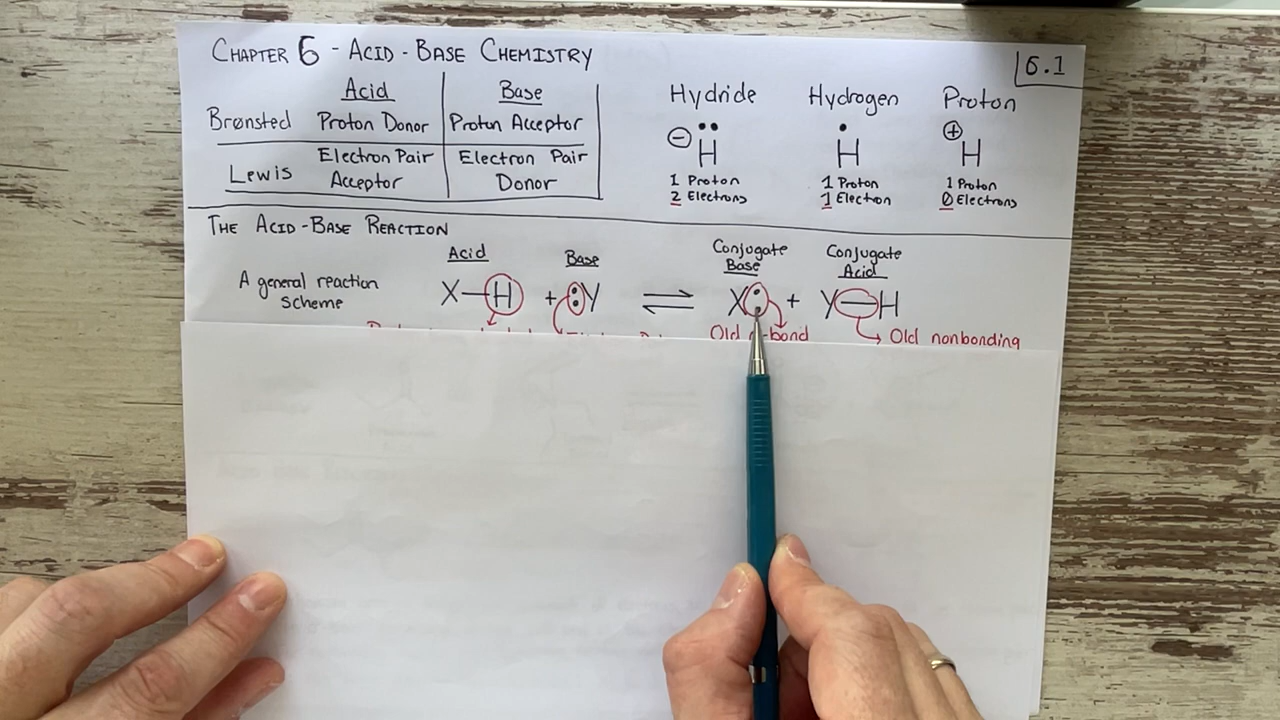 CHAPTER 6 - ACID-BASE CHEMISTRY
6.1
Acid Base
Brønsted Proton Donor Proton Acceptor
Lewis Electron Pair Acceptor Electron Pair Donor
Hydride Hydrogen Proton
⊖ ·· · ⊕
H H H
1 Proton 1 Proton 1 Proton
2 Electrons 1 Electron 0 Electrons
THE ACID-BASE REACTION
Acid Base Conjugate Base Conjugate Acid
A general reaction
scheme
X—H + :Y ⇌ X: + Y—H
Old bond Old nonbonding